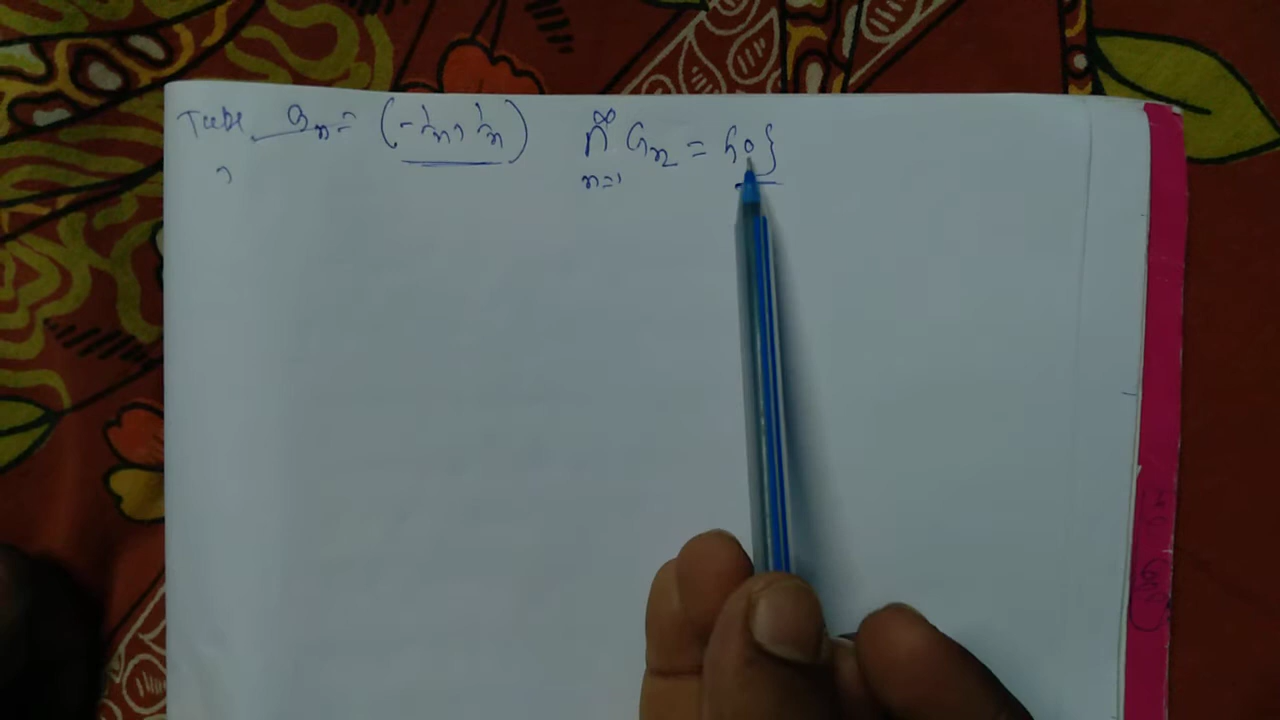 Take Gn = (-1/n, 1/n) ∞∩n=1 Gn = {0}